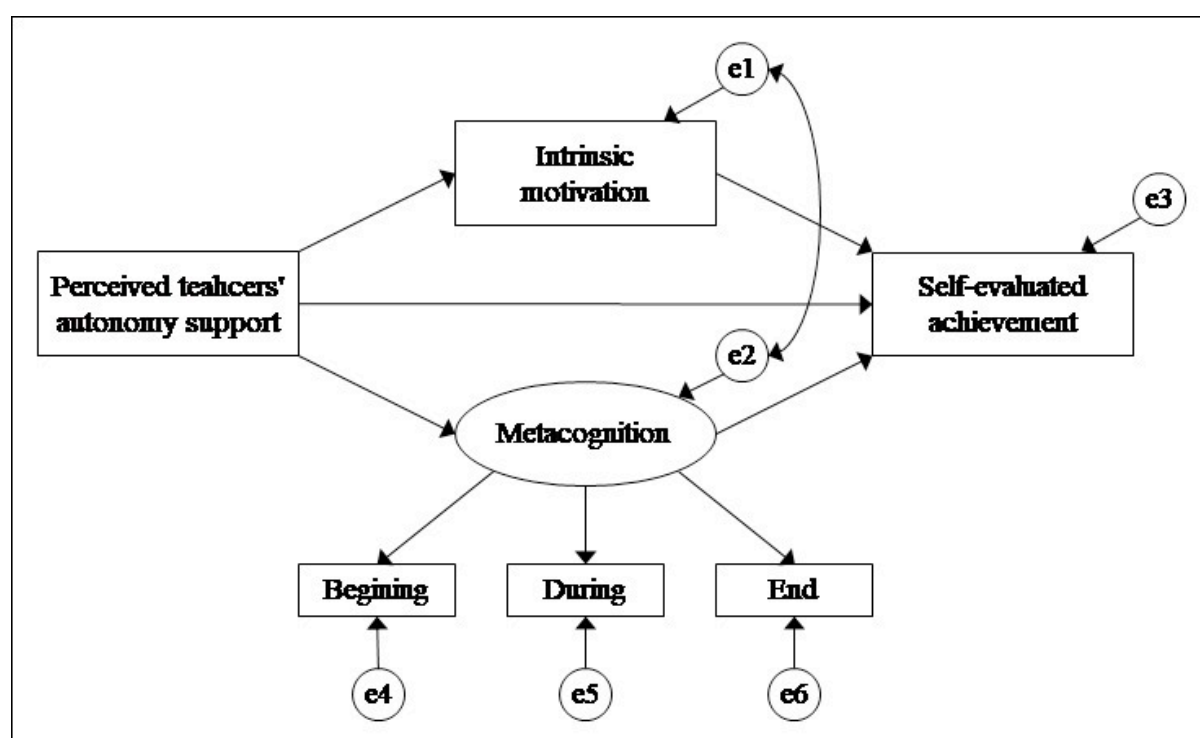 e1
Intrinsic
motivation
e3
Perceived teahcers'
autonomy support
Self-evaluated
achievement
e2
Metacognition
Begining
During
End
e4
e5
e6